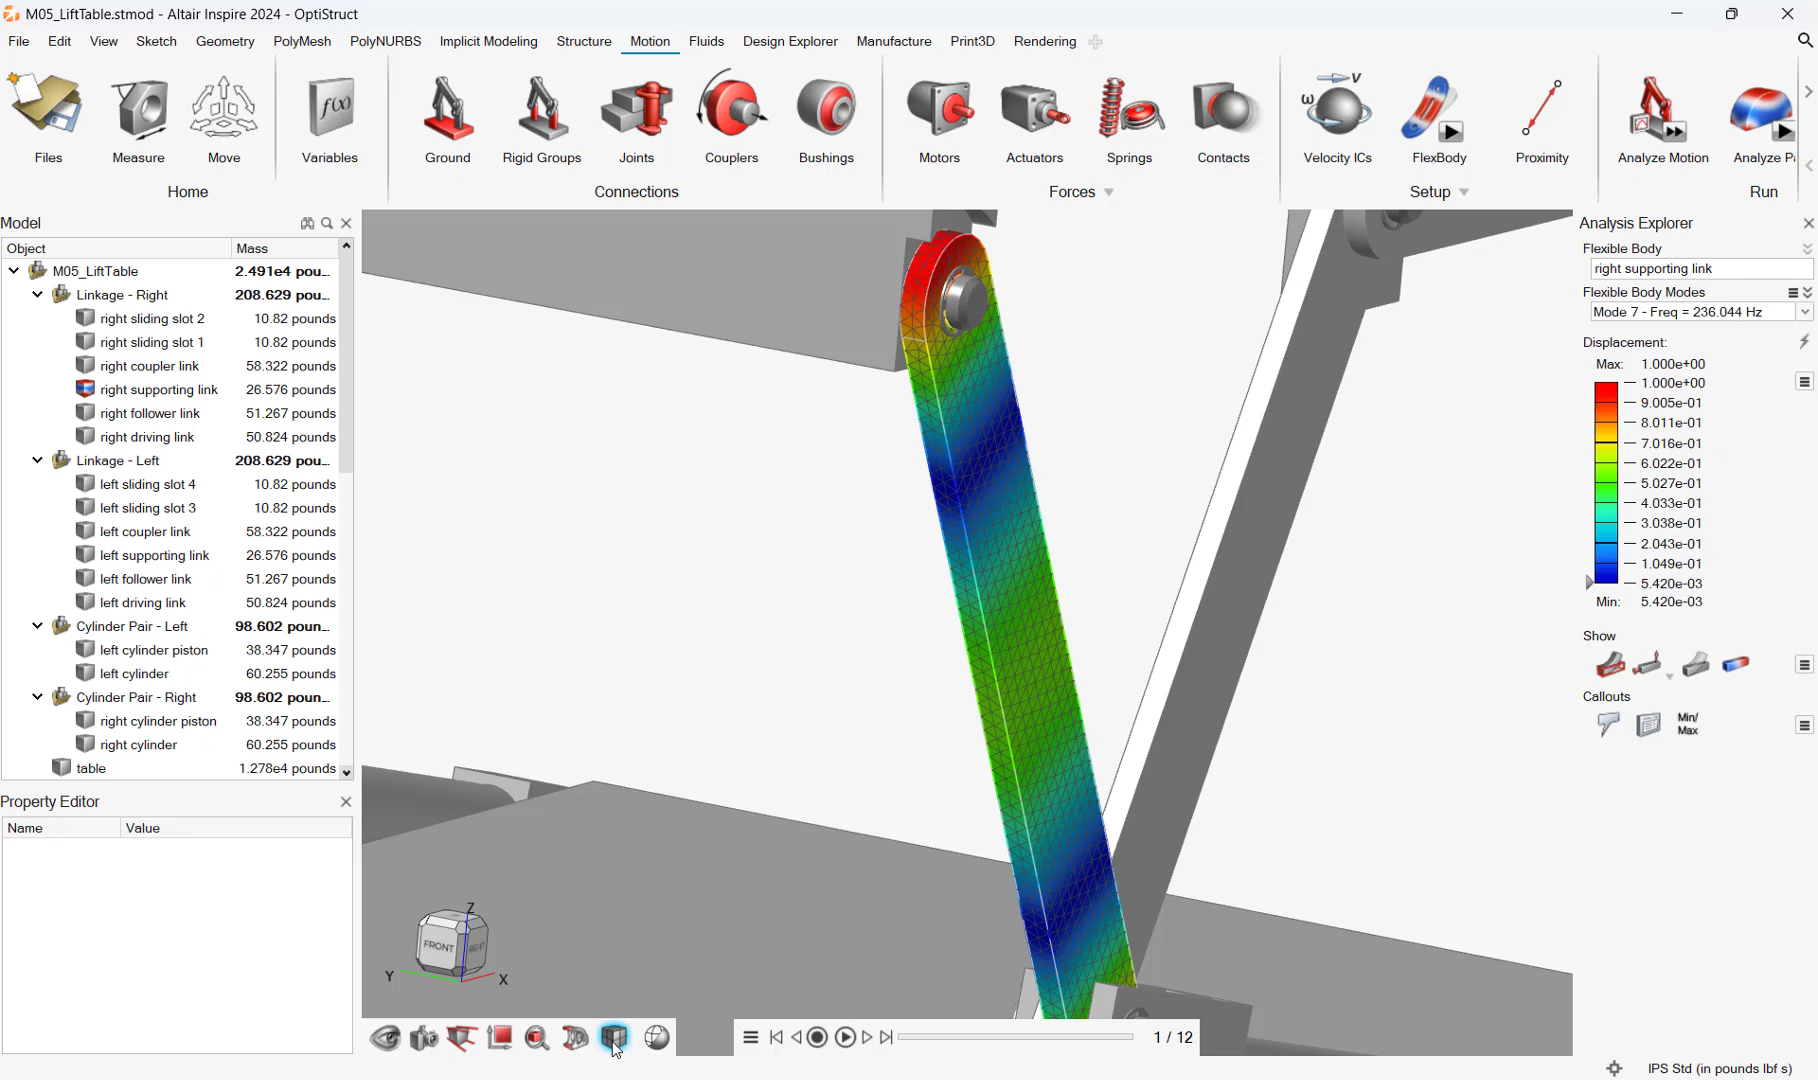 M05_LiftTable.stmod - Altair Inspire 2024 - OptiStruct
File Edit View Sketch Geometry PolyMesh PolyNURBS Implicit Modeling Structure Motion Fluids Design Explorer Manufacture Print3D Rendering
f(x) V ω
Files Measure Move Variables Ground Rigid Groups Joints Couplers Bushings Motors Actuators Springs Contacts Velocity ICs FlexBody Proximity Analyze Motion Analyze P
Home Connections Forces Setup Run
Model
Object Mass
M05_LiftTable 2.491e4 pou...
Linkage - Right 208.629 pou...
right sliding slot 2 10.82 pounds
right sliding slot 1 10.82 pounds
right coupler link 58.322 pounds
right supporting link 26.576 pounds
right follower link 51.267 pounds
right driving link 50.824 pounds
Linkage - Left 208.629 pou...
left sliding slot 4 10.82 pounds
left sliding slot 3 10.82 pounds
left coupler link 58.322 pounds
left supporting link 26.576 pounds
left follower link 51.267 pounds
left driving link 50.824 pounds
Cylinder Pair - Left 98.602 poun...
left cylinder piston 38.347 pounds
left cylinder 60.255 pounds
Cylinder Pair - Right 98.602 poun...
right cylinder piston 38.347 pounds
right cylinder 60.255 pounds
table 1.278e4 pounds
Property Editor
Name Value
Z
FRONT RIGHT
Y X
1 / 12
Analysis Explorer
Flexible Body
right supporting link
Flexible Body Modes
Mode 7 - Freq = 236.044 Hz
Displacement:
Max: 1.000e+00
1.000e+00
9.005e-01
8.011e-01
7.016e-01
6.022e-01
5.027e-01
4.033e-01
3.038e-01
2.043e-01
1.049e-01
5.420e-03
Min: 5.420e-03
Show
Callouts
Min/
Max
IPS Std (in pounds lbf s)